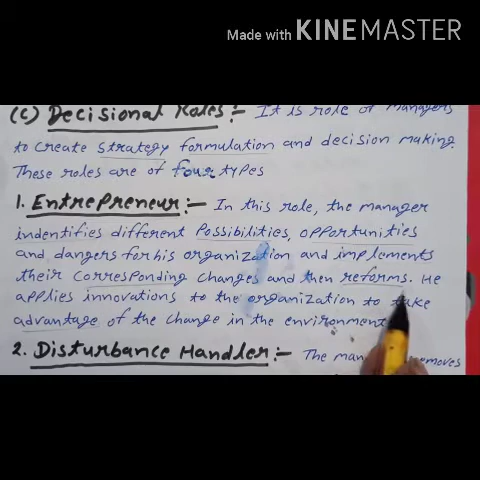 Made with KINEMASTER
(C) Decisional Roles:- It is role of managers
to create strategy formulation and decision making.
These roles are of four types
1. Entrepreneur:- In this role, the manager
indentifies different Possibilities, opportunities
and dangers for his organization and implements
their corresponding changes and then reforms. He
applies innovations to the organization to take
advantage of the change in the environment
2. Disturbance Handler:- The removes